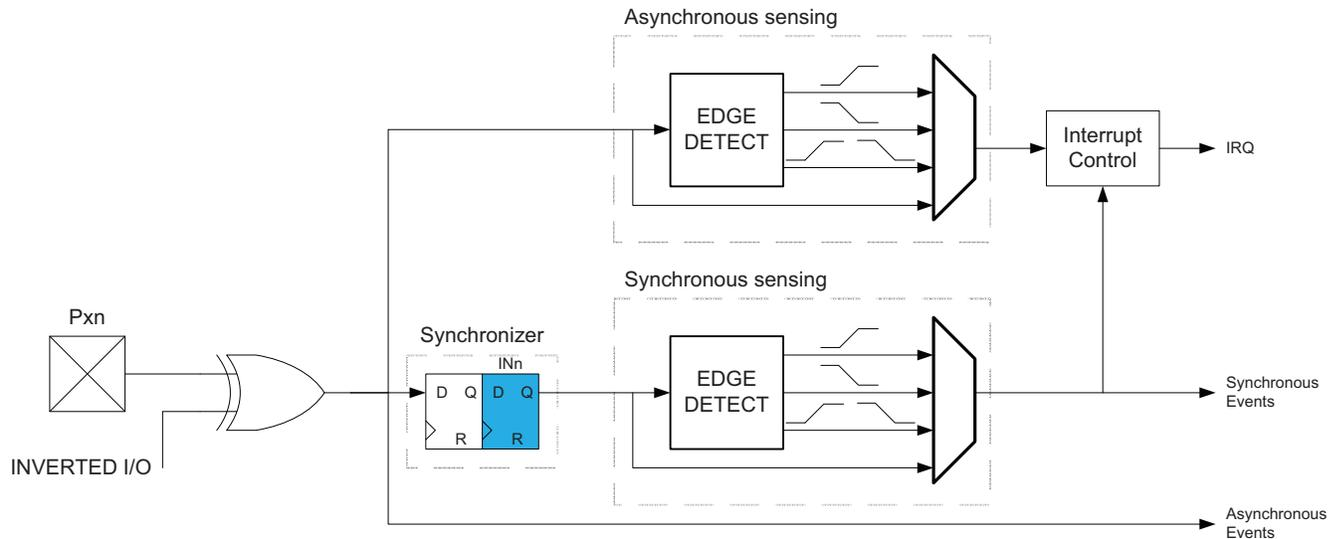 Asynchronous sensing
EDGE
DETECT
Interrupt
Control
IRQ
Synchronous sensing
Pxn
Synchronizer
INn
D Q D Q
R R
EDGE
DETECT
Synchronous
Events
INVERTED I/O
Asynchronous
Events